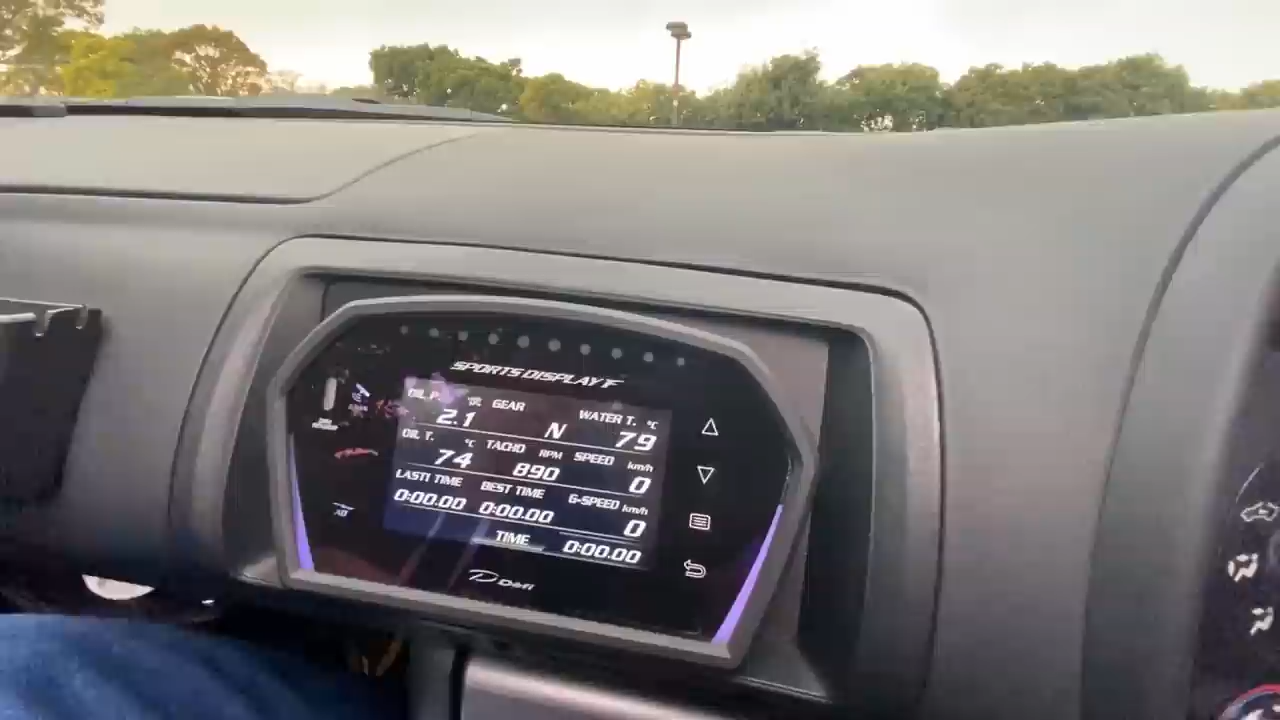 SPORTS DISPLAY F
OIL P. GEAR WATER T. °C
2.1 N 79
OIL T. °C TACHO RPM SPEED km/h
74 890 0
LAST1 TIME BEST TIME G-SPEED km/h
0:00.00 0:00.00 0
TIME 0:00.00
Defi